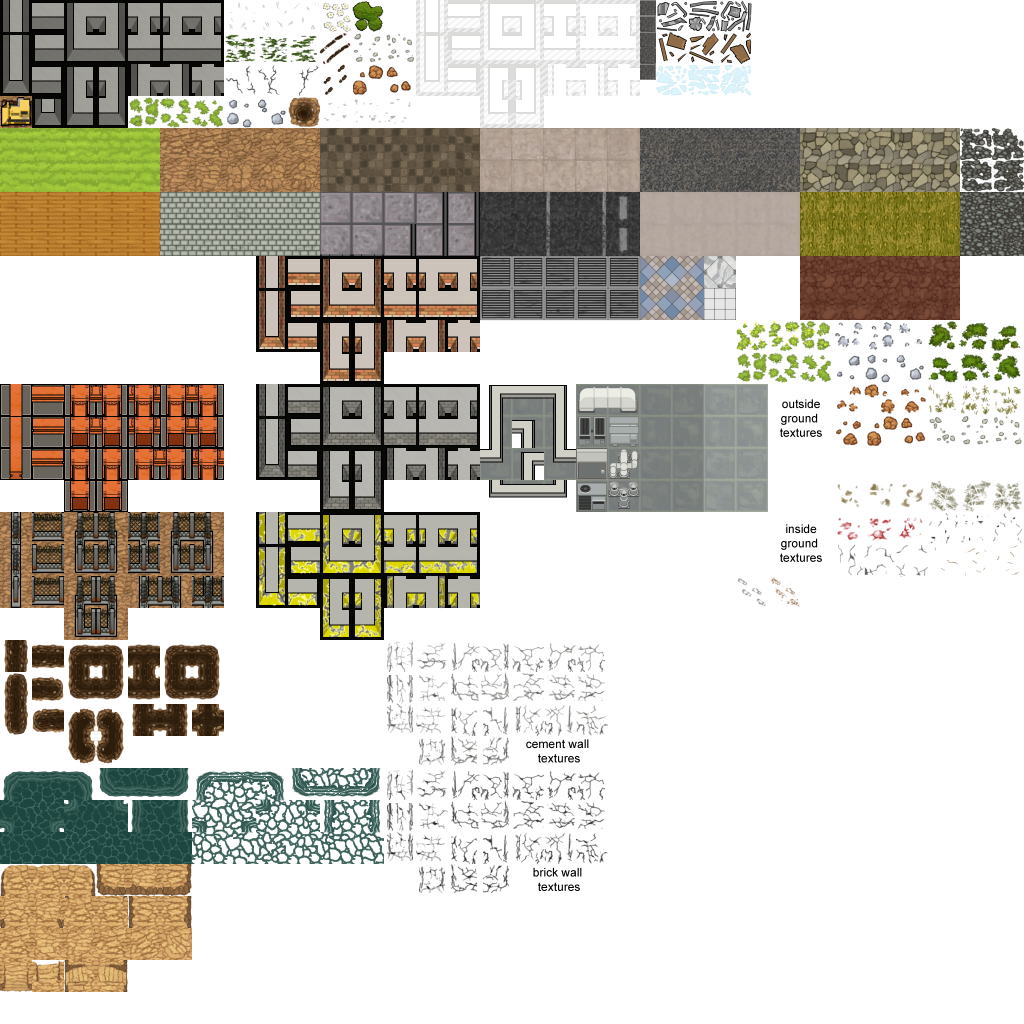 outside
ground
textures
inside
ground
textures
cement wall
textures
brick wall
textures